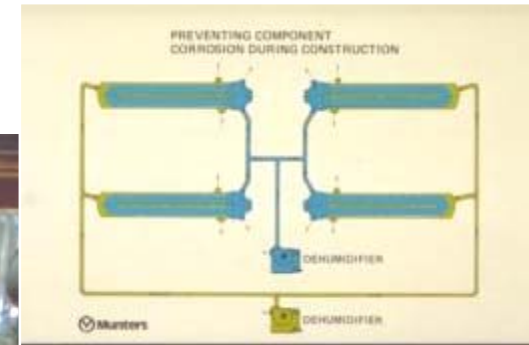 PREVENTING COMPONENT
CORROSION DURING CONSTRUCTION
DEHUMIDIFIER
Munters
DEHUMIDIFIER